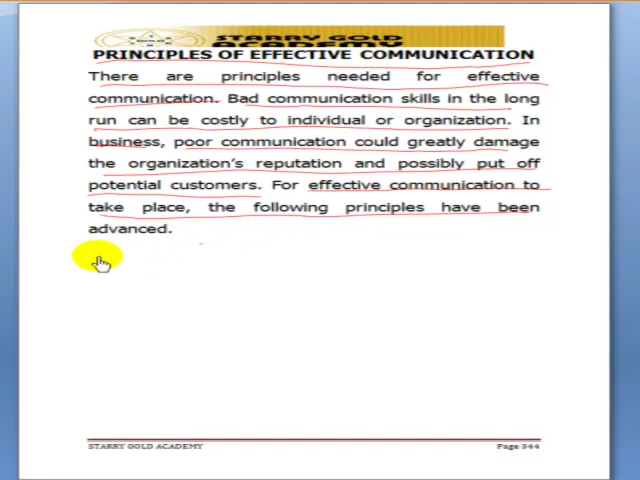 STARRY GOLD
ACADEMY
PRINCIPLES OF EFFECTIVE COMMUNICATION
There are principles needed for effective
communication. Bad communication skills in the long
run can be costly to individual or organization. In
business, poor communication could greatly damage
the organization's reputation and possibly put off
potential customers. For effective communication to
take place, the following principles have been
advanced.
STARRY GOLD ACADEMY Page 344